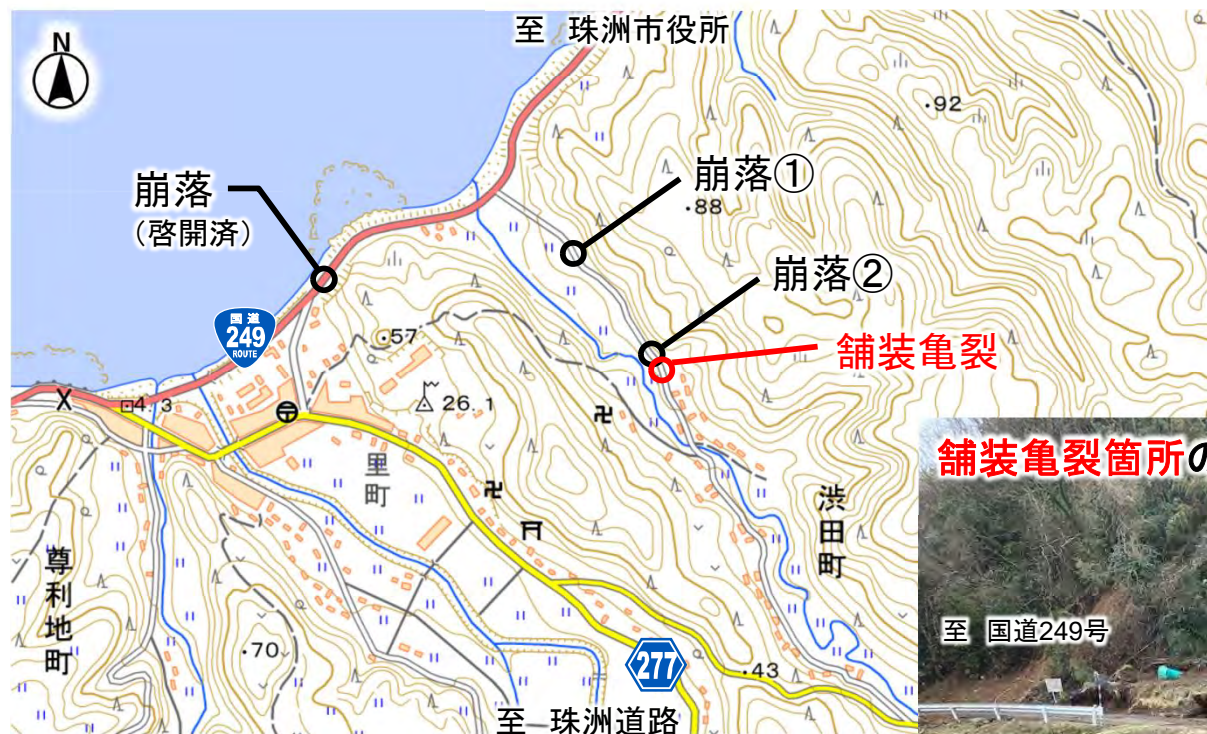 至 珠洲市役所
N
・92
崩落
(啓開済)
崩落①
・88
崩落②
舗装亀裂
国道
249
ROUTE
・57
4.3
26.1
里町
渋田町
尊利地町
・70
277
・43
至 珠洲道路
舗装亀裂箇所の
至 国道249号